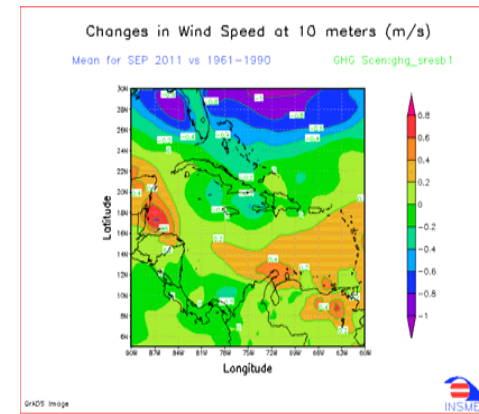 Changes in Wind Speed at 10 meters (m/s)
Mean for SEP 2011 vs 1961-1990 GHG Scen:ghg_sresb1
30N
28N
26N
24N
22N
20N
18N
16N
14N
12N
10N
8N
6N
Latitude
90W 87W 84W 81W 78W 75W 72W 69W 66W 63W 60W
Longitude
0.8
0.6
0.4
0.2
0
-0.2
-0.4
-0.6
-0.8
-1
GrADS Image
INSMET